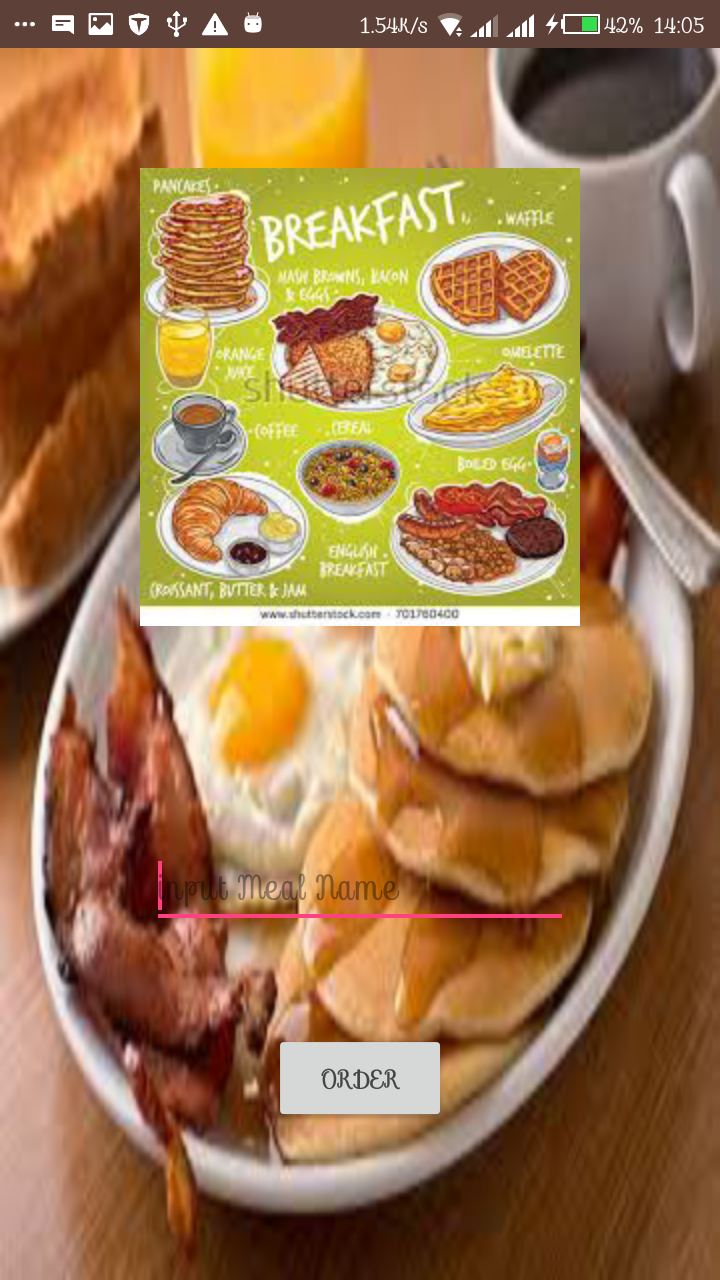 1.54K/s 42% 14:05
PANCAKES
BREAKFAST
WAFFLE
HASH BROWNS, BACON
& EGGS
ORANGE
JUICE
OMELETTE
shutterstock
COFFEE
CEREAL
BOILED EGG
ENGLISH
BREAKFAST
CROISSANT, BUTTER & JAM
www.shutterstock.com · 701760400
input Meal Name
ORDER